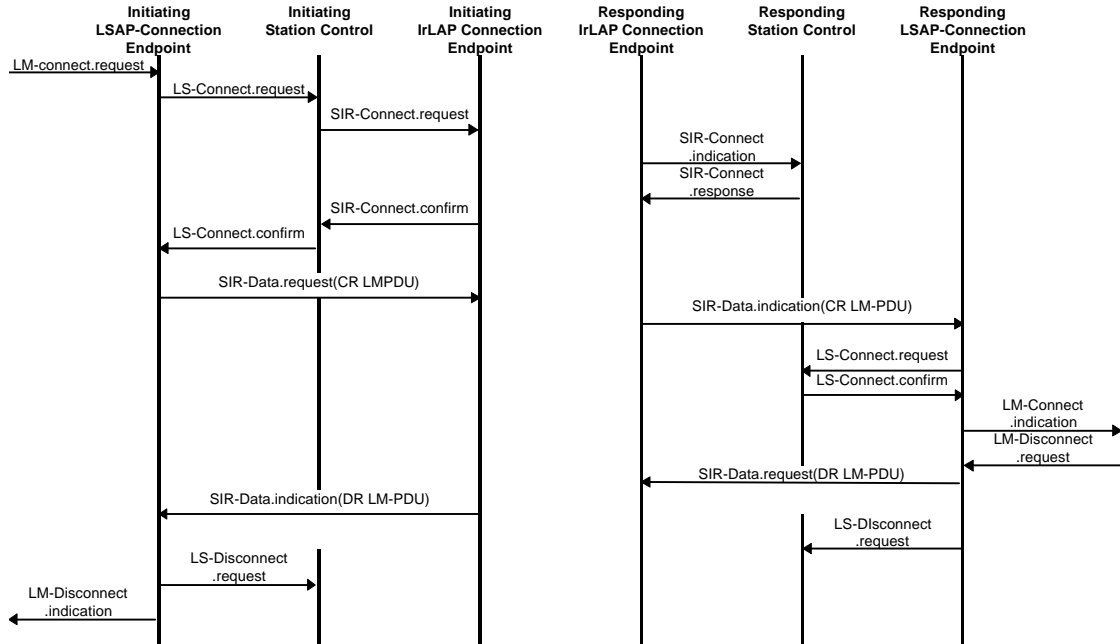 Initiating
LSAP-Connection
Endpoint
Initiating
Station Control
Initiating
IrLAP Connection
Endpoint
Responding
IrLAP Connection
Endpoint
Responding
Station Control
Responding
LSAP-Connection
Endpoint
LM-connect.request
LS-Connect.request
SIR-Connect.request
SIR-Connect
.indication
SIR-Connect
.response
SIR-Connect.confirm
LS-Connect.confirm
SIR-Data.request(CR LMPDU)
SIR-Data.indication(CR LM-PDU)
LS-Connect.request
LS-Connect.confirm
LM-Connect
.indication
LM-Disconnect
.request
SIR-Data.request(DR LM-PDU)
SIR-Data.indication(DR LM-PDU)
LS-DIsconnect
.request
LS-Disconnect
.request
LM-Disconnect
.indication